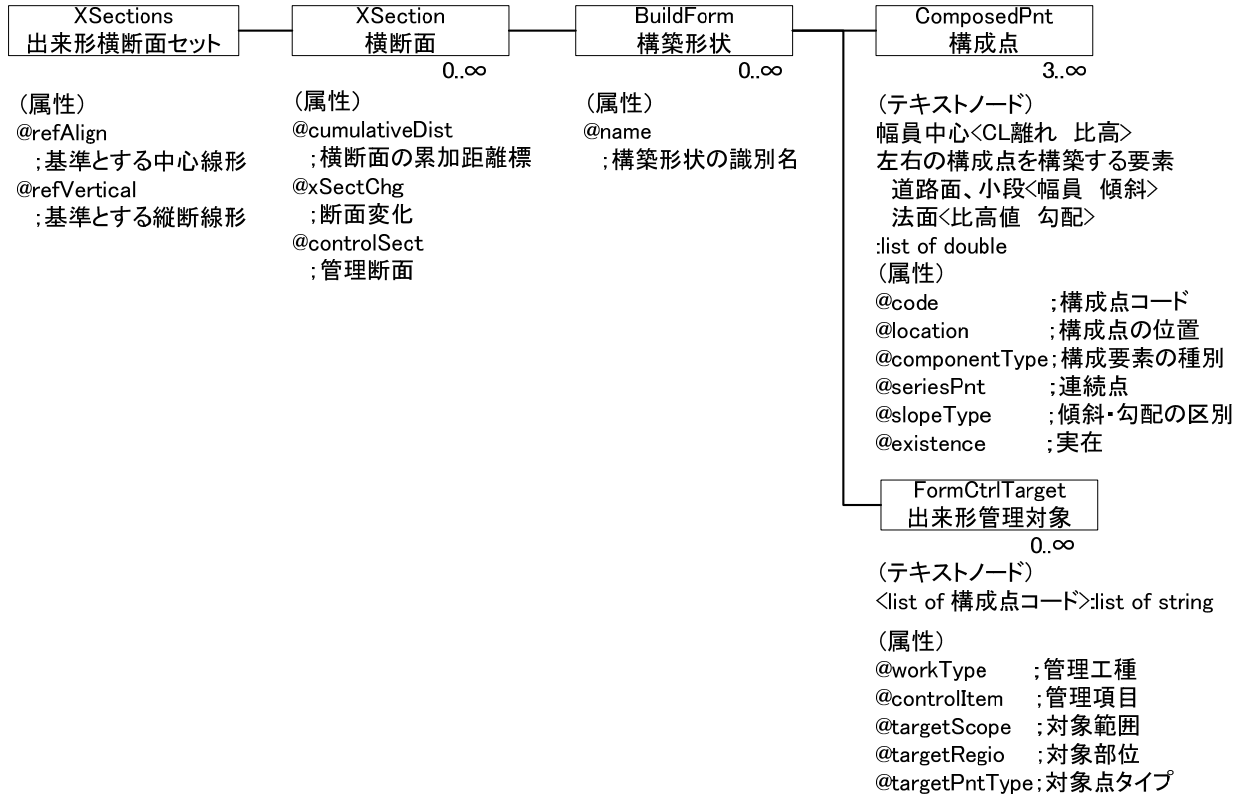 XSections
出来形横断面セット
(属性)
@refAlign
;基準とする中心線形
@refVertical
;基準とする縦断線形
XSection
横断面
0..∞
(属性)
@cumulativeDist
;横断面の累加距離標
@xSectChg
;断面変化
@controlSect
;管理断面
BuildForm
構築形状
0..∞
(属性)
@name
;構築形状の識別名
ComposedPnt
構成点
3..∞
(テキストノード)
幅員中心<CL離れ 比高>
左右の構成点を構築する要素
道路面、小段<幅員 傾斜>
法面<比高値 勾配>
:list of double
(属性)
@code ;構成点コード
@location ;構成点の位置
@componentType;構成要素の種別
@seriesPnt ;連続点
@slopeType ;傾斜・勾配の区別
@existence ;実在
FormCtrlTarget
出来形管理対象
0..∞
(テキストノード)
<list of 構成点コード>:list of string
(属性)
@workType ;管理工種
@controlItem ;管理項目
@targetScope ;対象範囲
@targetRegio ;対象部位
@targetPntType;対象点タイプ